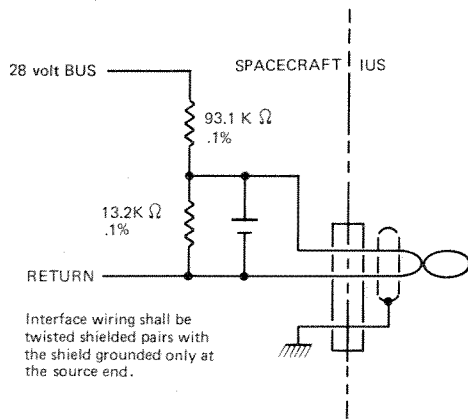 SPACECRAFT IUS
28 volt BUS
93.1 K Ω
.1%
13.2K Ω
.1%
RETURN
Interface wiring shall be
twisted shielded pairs with
the shield grounded only at
the source end.